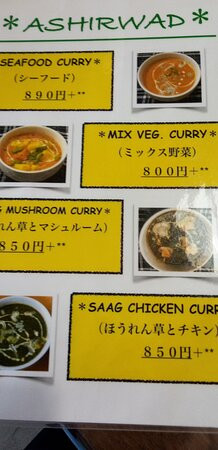 *ASHIRWAD*
SEAFOOD CURRY*
(シーフード)
890円+**
*MIX VEG. CURRY*
(ミックス野菜)
800円+**
MUSHROOM CURRY*
れん草とマシュルーム)
850円+**
*SAAG CHICKEN CURR
(ほうれん草とチキン)
850円+**